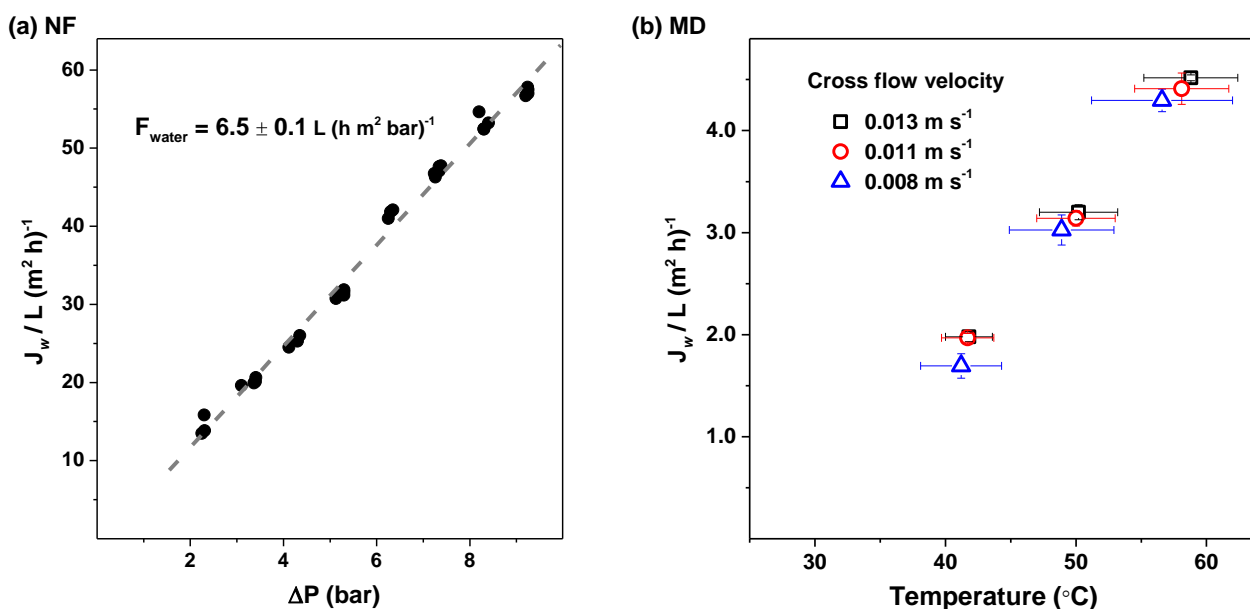 (a) NF
F_water = 6.5 ± 0.1 L (h m² bar)⁻¹
J_w / L (m² h)⁻¹
60
50
40
30
20
10
2
4
6
8
ΔP (bar)
(b) MD
Cross flow velocity
0.013 m s⁻¹
0.011 m s⁻¹
0.008 m s⁻¹
J_w / L (m² h)⁻¹
4.0
3.0
2.0
1.0
30
40
50
60
Temperature (°C)